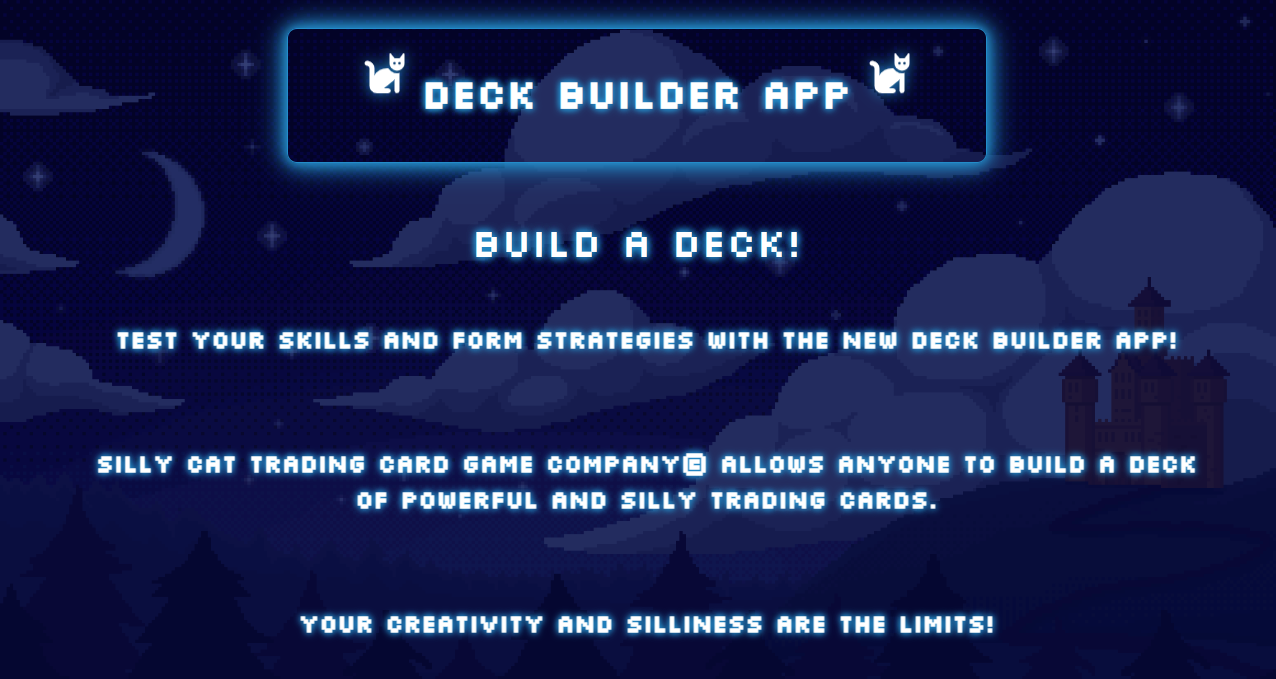 DECK BUILDER APP
BUILD A DECK!
TEST YOUR SKILLS AND FORM STRATEGIES WITH THE NEW DECK BUILDER APP!
SILLY CAT TRADING CARD GAME COMPANY© ALLOWS ANYONE TO BUILD A DECK
OF POWERFUL AND SILLY TRADING CARDS.
YOUR CREATIVITY AND SILLINESS ARE THE LIMITS!